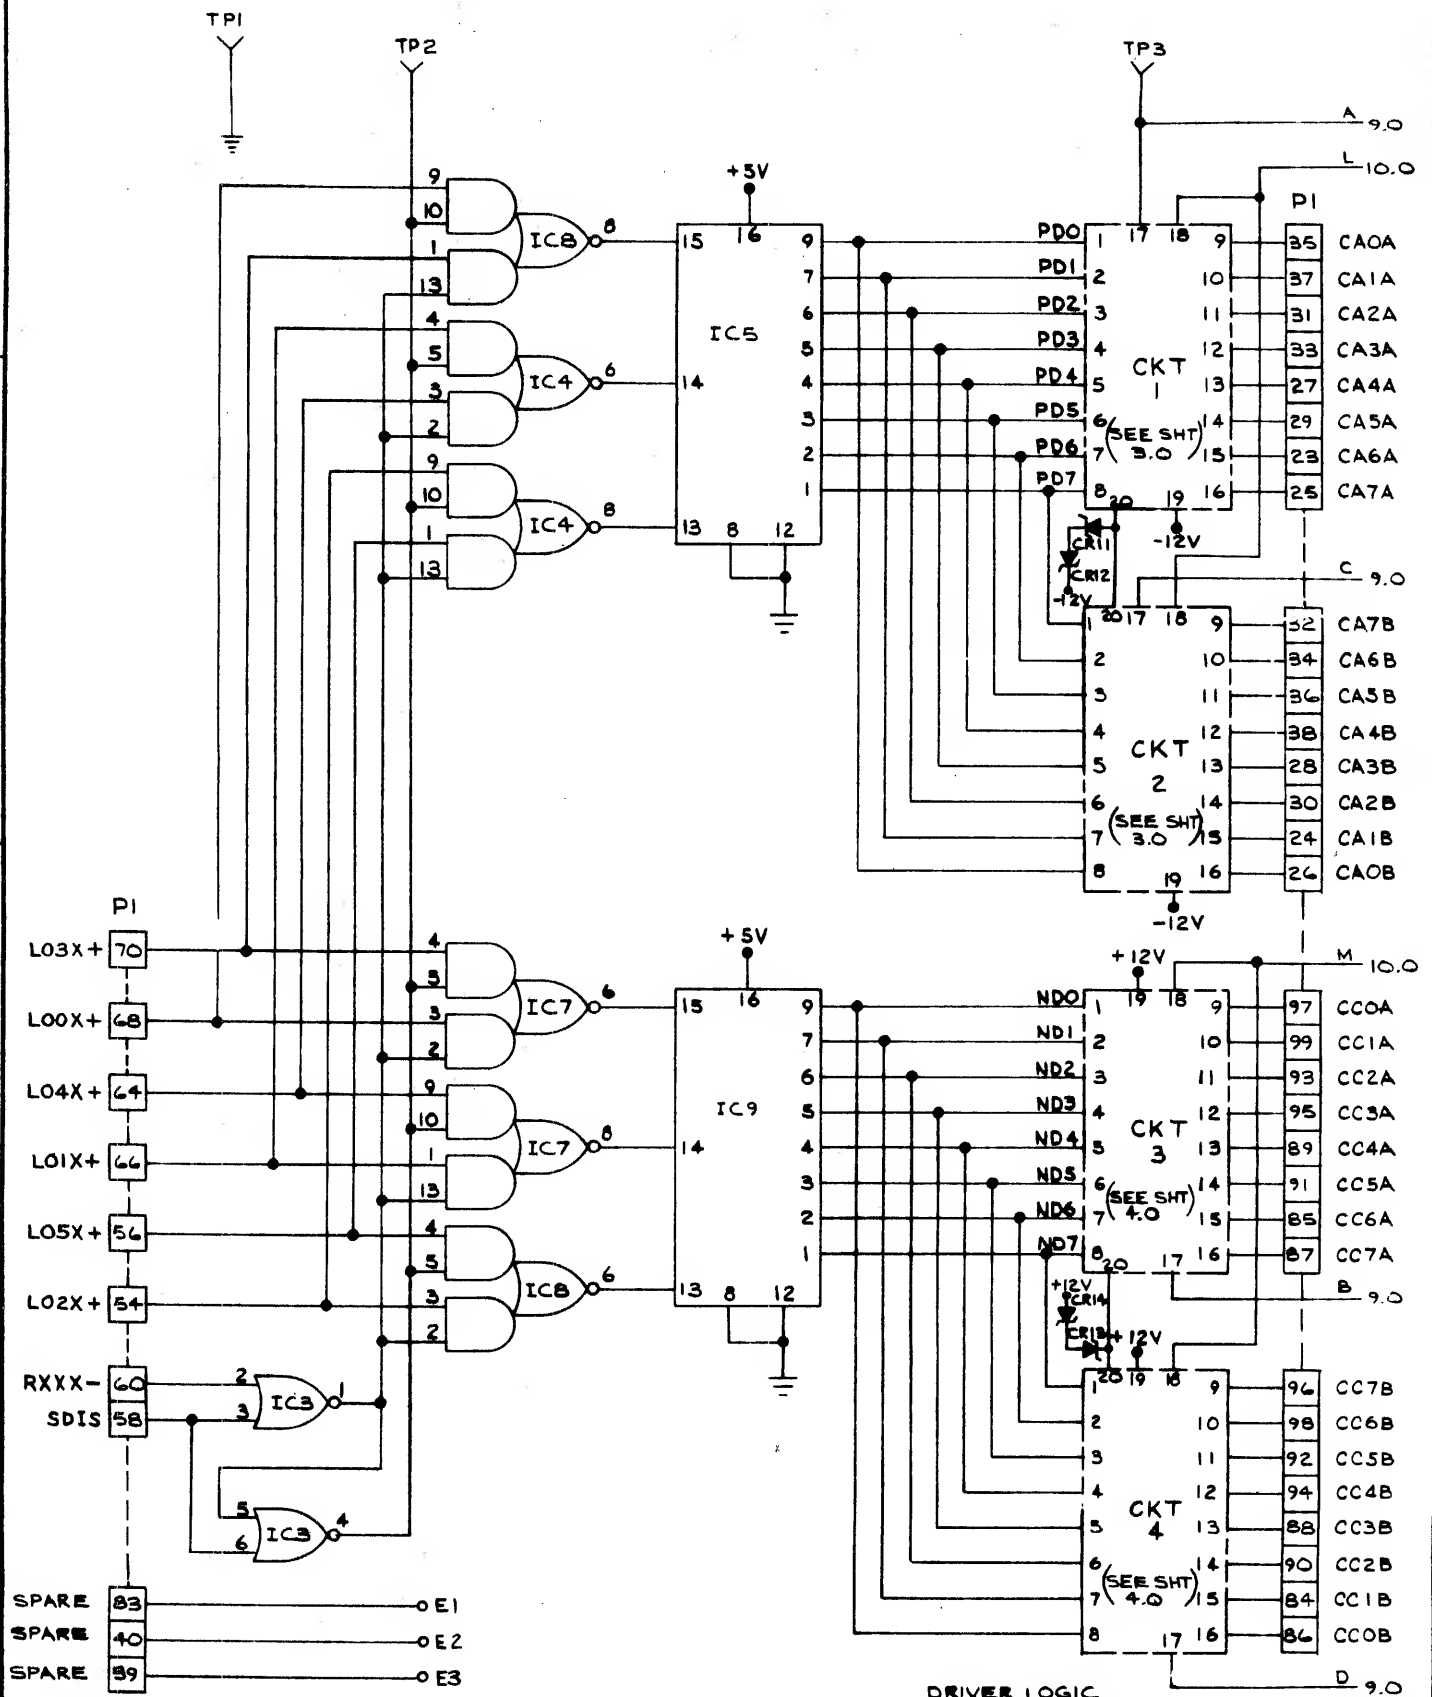 TP1
TP2
TP3
A 9.0
L 10.0
+5V
P1
9
10
IC8 8
1
13
4
5
IC4 6
3
2
9
10
IC4 8
1
13
15 16 9
7
6
IC5 5
14 4
3
2
1
13 8 12
PD0 1 17 18 9 35 CA0A
PD1 2 10 37 CA1A
PD2 3 11 31 CA2A
PD3 4 12 33 CA3A
CKT
1
PD4 5 13 27 CA4A
PD5 6 14 29 CA5A
(SEE SHT
3.0)
PD6 7 15 23 CA6A
PD7 8 20 19 16 25 CA7A
CR11
-12V
CR12
-12V
C 9.0
1 20 17 18 9 32 CA7B
2 10 34 CA6B
3 11 36 CA5B
4 12 38 CA4B
CKT
2
5 13 28 CA3B
6 14 30 CA2B
(SEE SHT
3.0)
7 15 24 CA1B
8 19 16 26 CA0B
-12V
P1
L03X+ 70
L00X+ 68
L04X+ 64
L01X+ 66
L05X+ 56
L02X+ 54
RXXX- 60
SDIS 58
2
3
IC3 1
5
6
IC3 4
SPARE 83 E1
SPARE 40 E2
SPARE 39 E3
4
5
IC7 6
3
2
9
10
IC7 8
1
13
4
5
IC8 6
3
2
+5V
15 16 9
7
6
IC9 5
14 4
3
2
1
13 8 12
+12V
M 10.0
ND0 1 19 18 9 97 CC0A
ND1 2 10 99 CC1A
ND2 3 11 93 CC2A
ND3 4 12 95 CC3A
CKT
3
ND4 5 13 89 CC4A
ND5 6 14 91 CC5A
(SEE SHT
4.0)
ND6 7 15 85 CC6A
ND7 8 20 17 16 87 CC7A
B 9.0
+12V
CR14
CR13
+12V
1 20 19 18 9 96 CC7B
2 10 98 CC6B
3 11 92 CC5B
4 12 94 CC4B
CKT
4
5 13 88 CC3B
6 14 90 CC2B
(SEE SHT
4.0)
7 15 84 CC1B
8 17 16 86 CC0B
D 9.0
DRIVER LOGIC